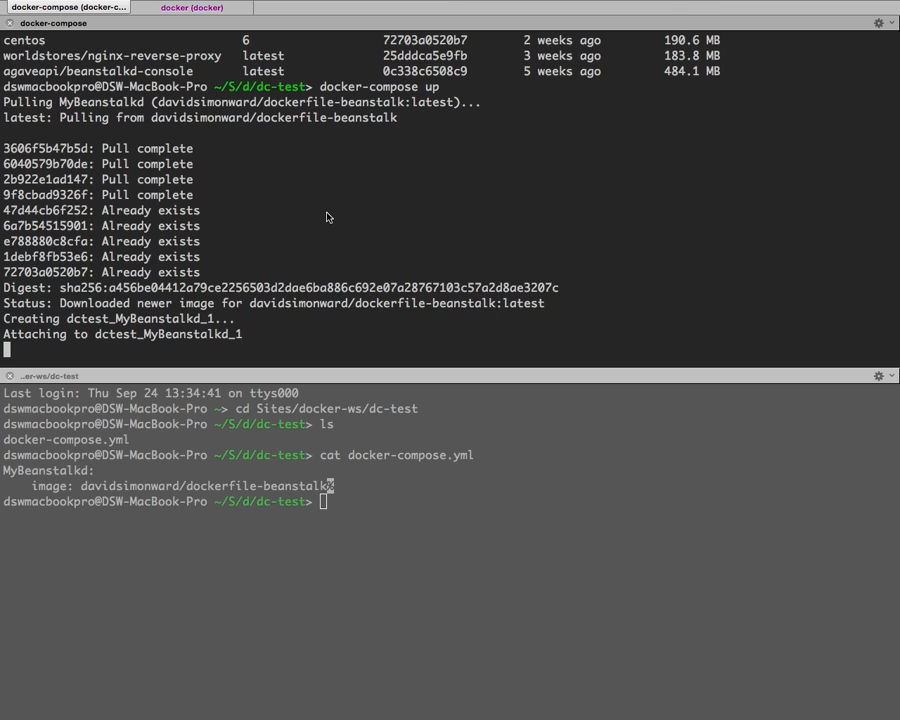 docker-compose (docker-c...
docker (docker)
docker-compose
centos 6 72703a0520b7 2 weeks ago 190.6 MB
worldstores/nginx-reverse-proxy latest 25dddca5e9fb 3 weeks ago 183.8 MB
agaveapi/beanstalkd-console latest 0c338c6508c9 5 weeks ago 484.1 MB
dswmacbookpro@DSW-MacBook-Pro ~/S/d/dc-test> docker-compose up
Pulling MyBeanstalkd (davidsimonward/dockerfile-beanstalk:latest)...
latest: Pulling from davidsimonward/dockerfile-beanstalk
3606f5b47b5d: Pull complete
6040579b70de: Pull complete
2b922e1ad147: Pull complete
9f8cbad9326f: Pull complete
47d44cb6f252: Already exists
6a7b54515901: Already exists
e788880c8cfa: Already exists
1debf8fb53e6: Already exists
72703a0520b7: Already exists
Digest: sha256:a456be04412a79ce2256503d2dae6ba886c692e07a28767103c57a2d8ae3207c
Status: Downloaded newer image for davidsimonward/dockerfile-beanstalk:latest
Creating dctest_MyBeanstalkd_1...
Attaching to dctest_MyBeanstalkd_1
..er-ws/dc-test
Last login: Thu Sep 24 13:34:41 on ttys000
dswmacbookpro@DSW-MacBook-Pro ~> cd Sites/docker-ws/dc-test
dswmacbookpro@DSW-MacBook-Pro ~/S/d/dc-test> ls
docker-compose.yml
dswmacbookpro@DSW-MacBook-Pro ~/S/d/dc-test> cat docker-compose.yml
MyBeanstalkd:
image: davidsimonward/dockerfile-beanstalk
dswmacbookpro@DSW-MacBook-Pro ~/S/d/dc-test>